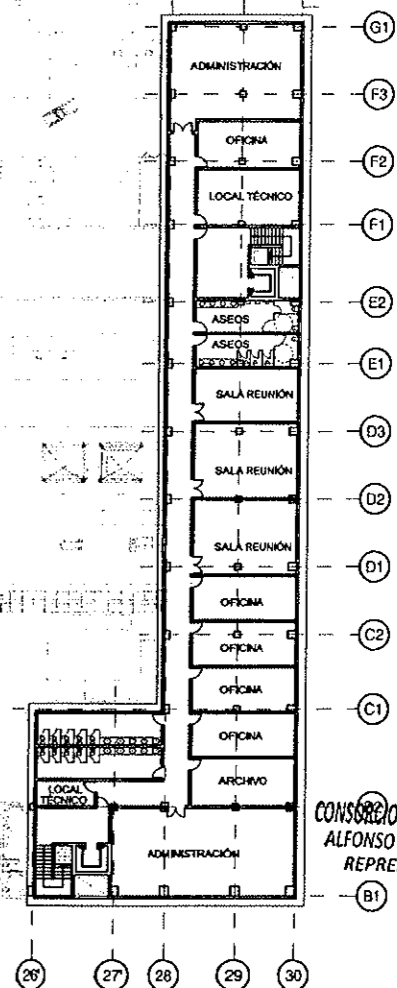 G1
ADMINISTRACIÓN
F3
OFICINA
F2
LOCAL TÉCNICO
F1
E2
ASEOS
ASEOS
E1
SALA REUNIÓN
D3
SALA REUNIÓN
D2
SALA REUNIÓN
D1
OFICINA
C2
OFICINA
OFICINA
C1
OFICINA
ARCHIVO
LOCAL
TÉCNICO
CONSORCIO
ALFONSO
ADMINISTRACIÓN
REPRE
B1
26' 27' 28 29 30